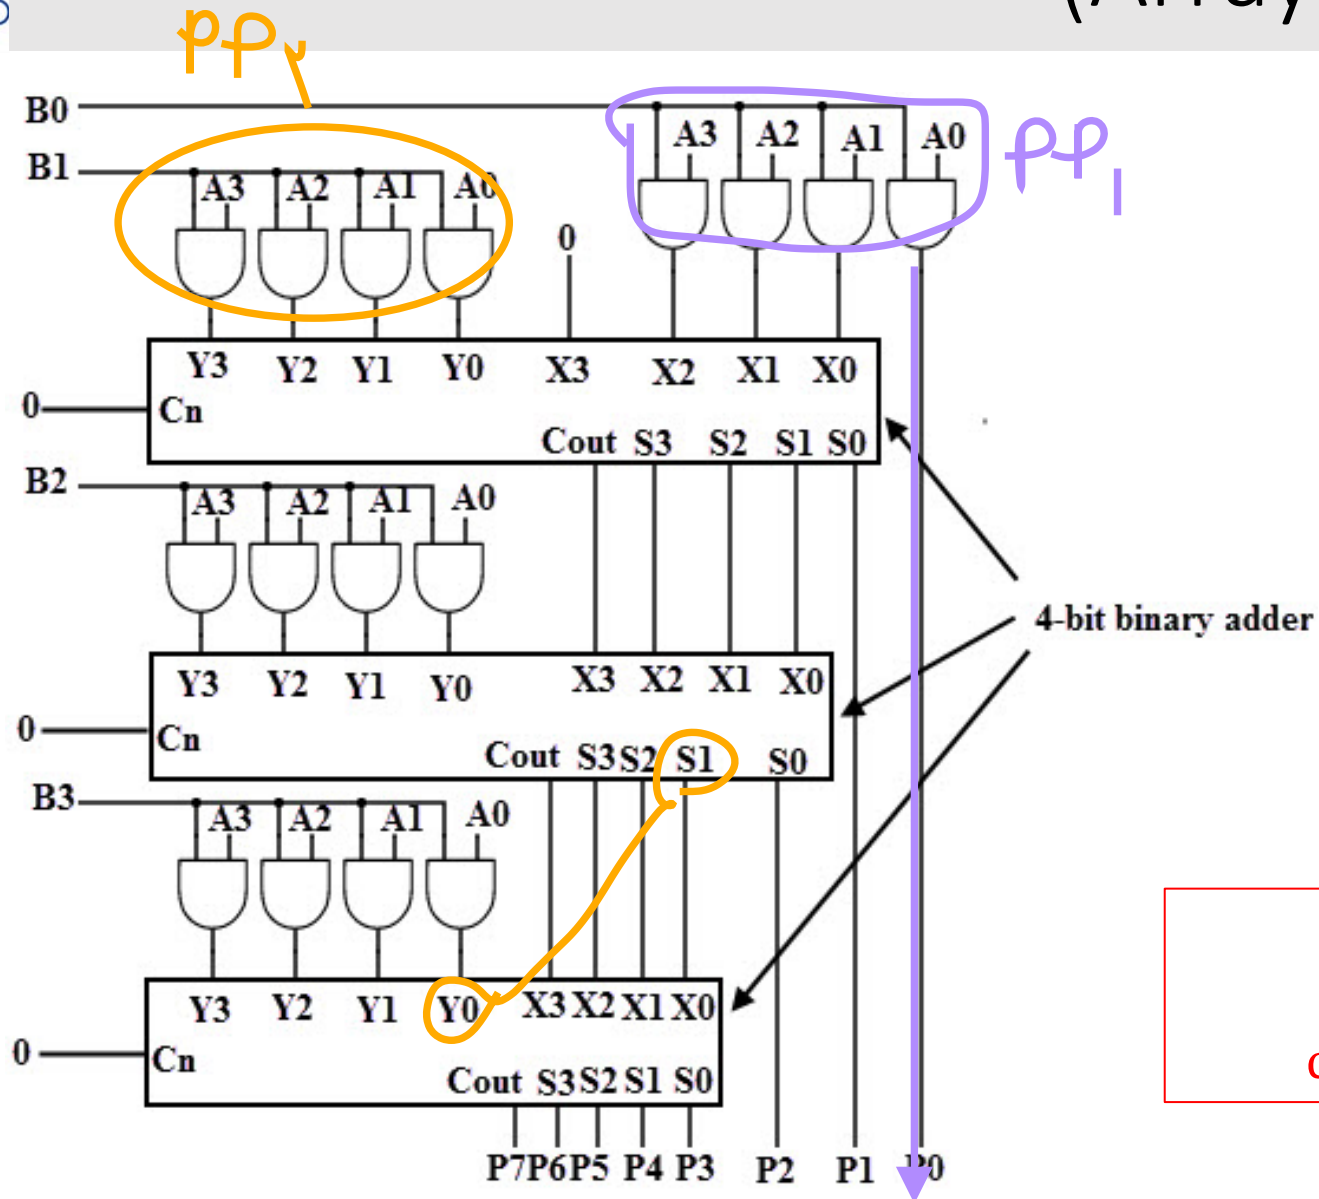 (Array
PP
B0
A3 A2 A1 A0
PP1
B1
A3 A2 A1 A0
0
Y3 Y2 Y1 Y0 X3 X2 X1 X0
0 Cn
Cout S3 S2 S1 S0
B2
A3 A2 A1 A0
4-bit binary adder
Y3 Y2 Y1 Y0 X3 X2 X1 X0
0 Cn
Cout S3 S2 S1 S0
B3
A3 A2 A1 A0
Y3 Y2 Y1 Y0 X3 X2 X1 X0
0 Cn
Cout S3 S2 S1 S0
P7 P6 P5 P4 P3 P2 P1 P0